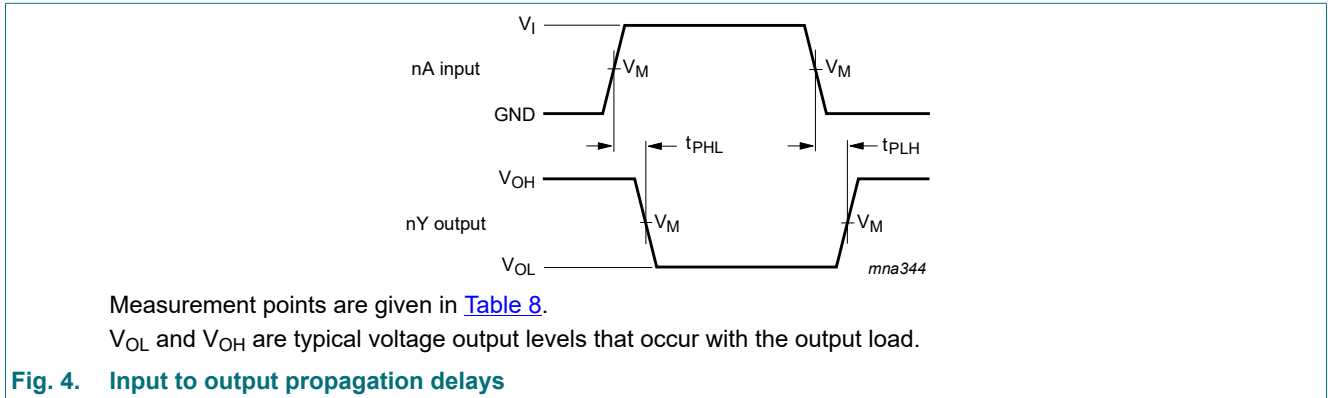 V_I
nA input V_M V_M
GND
t_PHL t_PLH
V_OH
nY output V_M V_M
V_OL
mna344
Measurement points are given in Table 8.
V_OL and V_OH are typical voltage output levels that occur with the output load.
Fig. 4. Input to output propagation delays